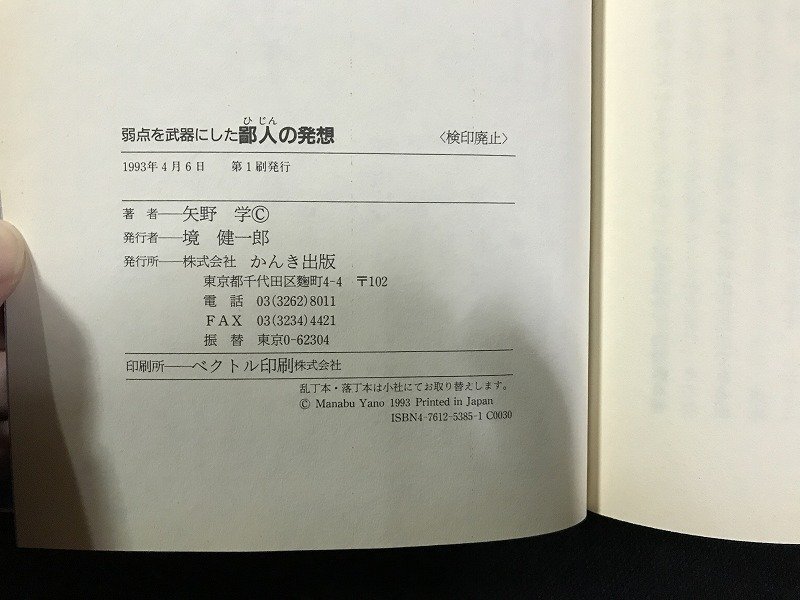 ひじん
弱点を武器にした鄙人の発想 〈検印廃止〉
1993年4月6日 第1刷発行
著者──矢野 学©
発行者──境 健一郎
発行所──株式会社 かんき出版
東京都千代田区麴町4-4 〒102
電話 03(3262)8011
FAX 03(3234)4421
振替 東京0-62304
印刷所──ベクトル印刷株式会社
乱丁本・落丁本は小社にてお取り替えします。
© Manabu Yano 1993 Printed in Japan
ISBN4-7612-5385-1 C0030